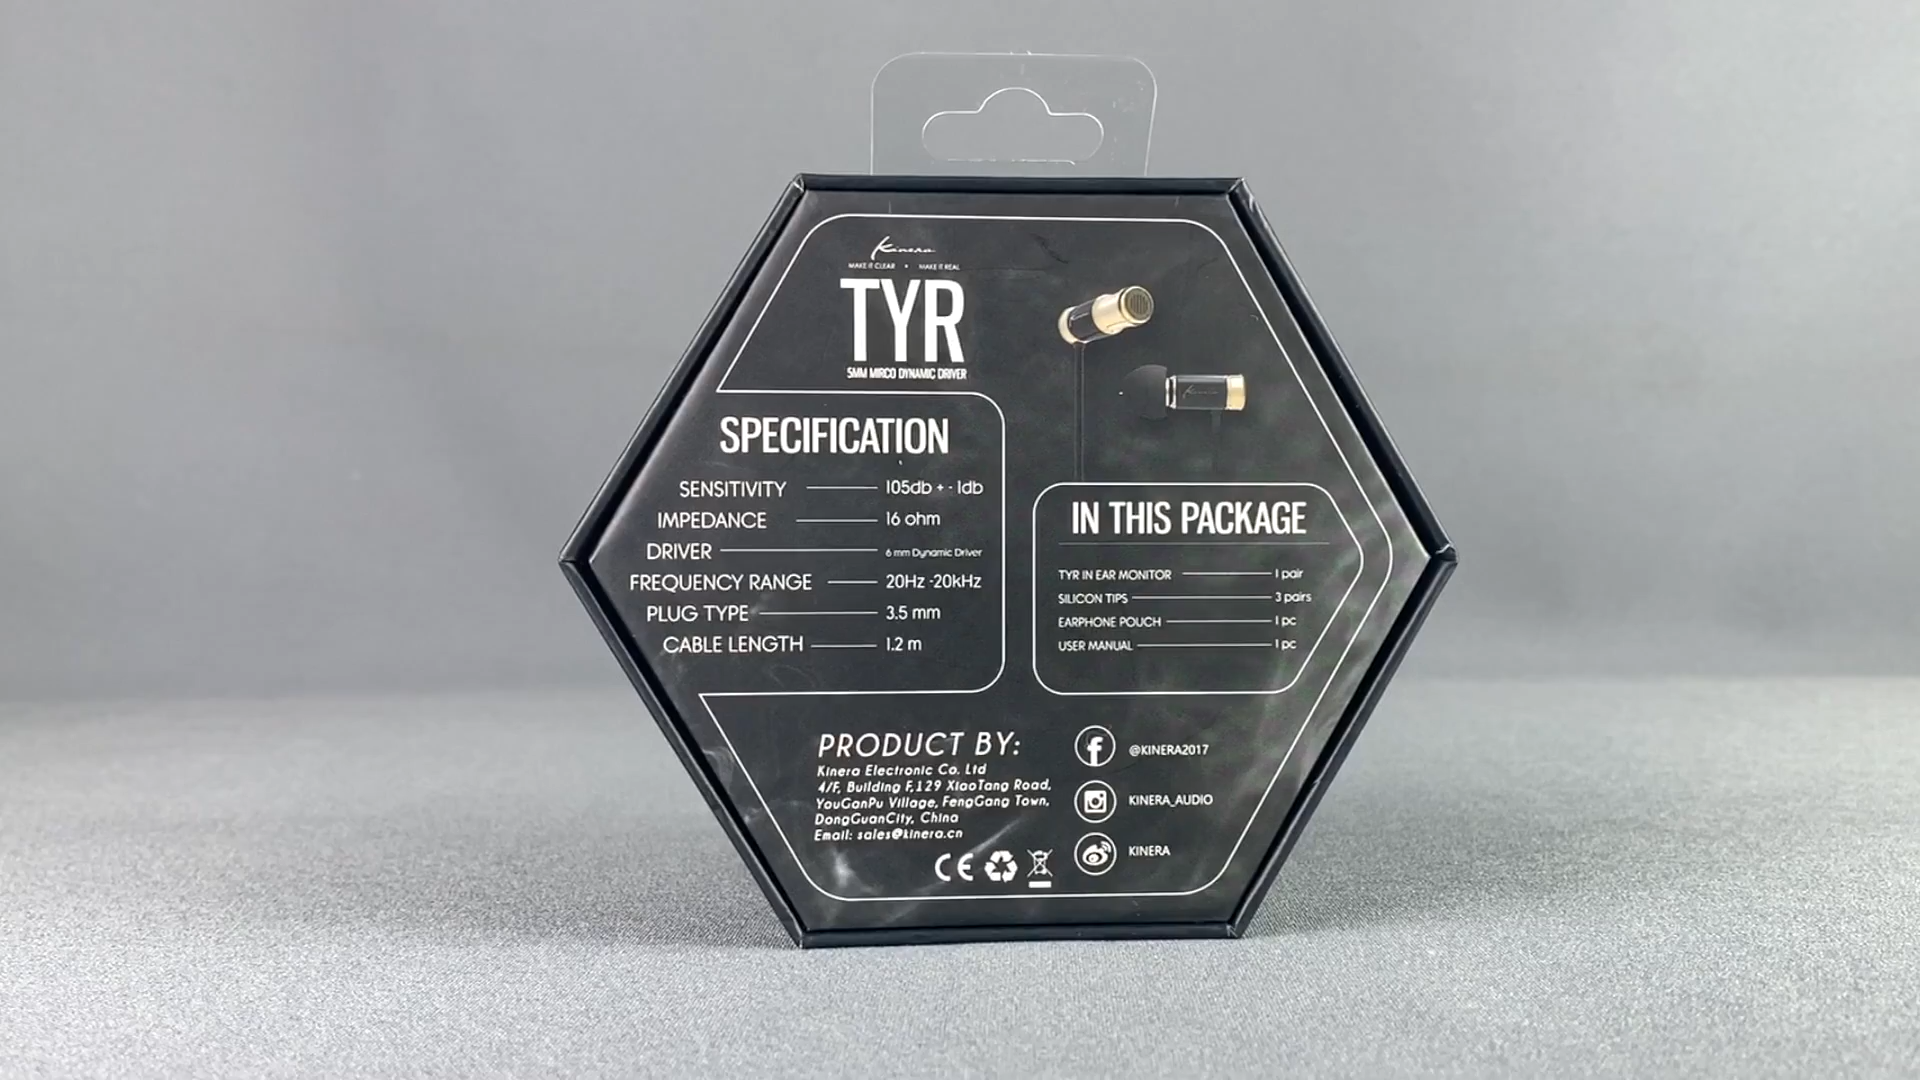 Kinera
MAKE IT CLEAR • MAKE IT REAL
TYR
5MM MIRCO DYNAMIC DRIVER
SPECIFICATION
SENSITIVITY 105db + - 1db
IMPEDANCE 16 ohm
DRIVER 6 mm Dynamic Driver
FREQUENCY RANGE 20Hz -20kHz
PLUG TYPE 3.5 mm
CABLE LENGTH 1.2 m
IN THIS PACKAGE
TYR IN EAR MONITOR 1 pair
SILICON TIPS 3 pairs
EARPHONE POUCH 1 pc
USER MANUAL 1 pc
PRODUCT BY:
Kinera Electronic Co. Ltd
4/F, Building F,129 XiaoTang Road,
YouGanPu Village, FengGang Town,
DongGuanCity, China
Email: sales@kinera.cn
CE
@KINERA2017
KINERA_AUDIO
KINERA